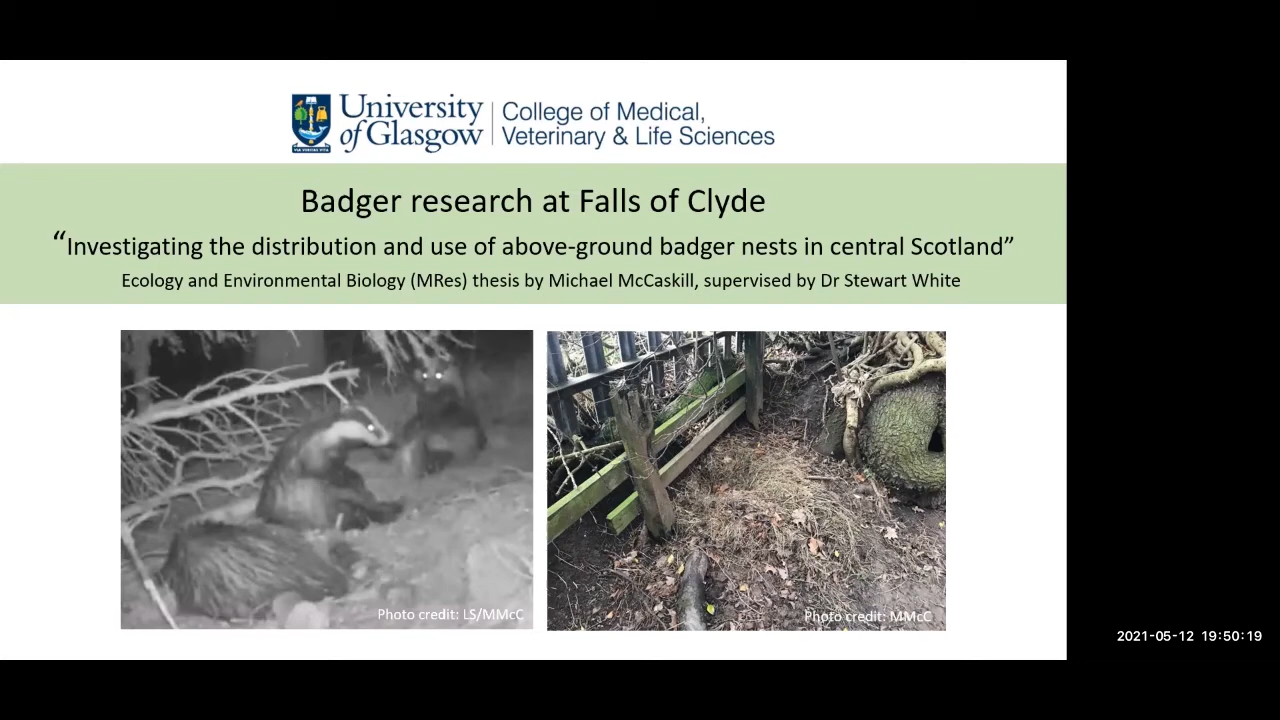 University
of Glasgow
College of Medical,
Veterinary & Life Sciences
Badger research at Falls of Clyde
“Investigating the distribution and use of above-ground badger nests in central Scotland”
Ecology and Environmental Biology (MRes) thesis by Michael McCaskill, supervised by Dr Stewart White
Photo credit: LS/MMcC
Photo credit: MMcC
2021-05-12 19:50:19